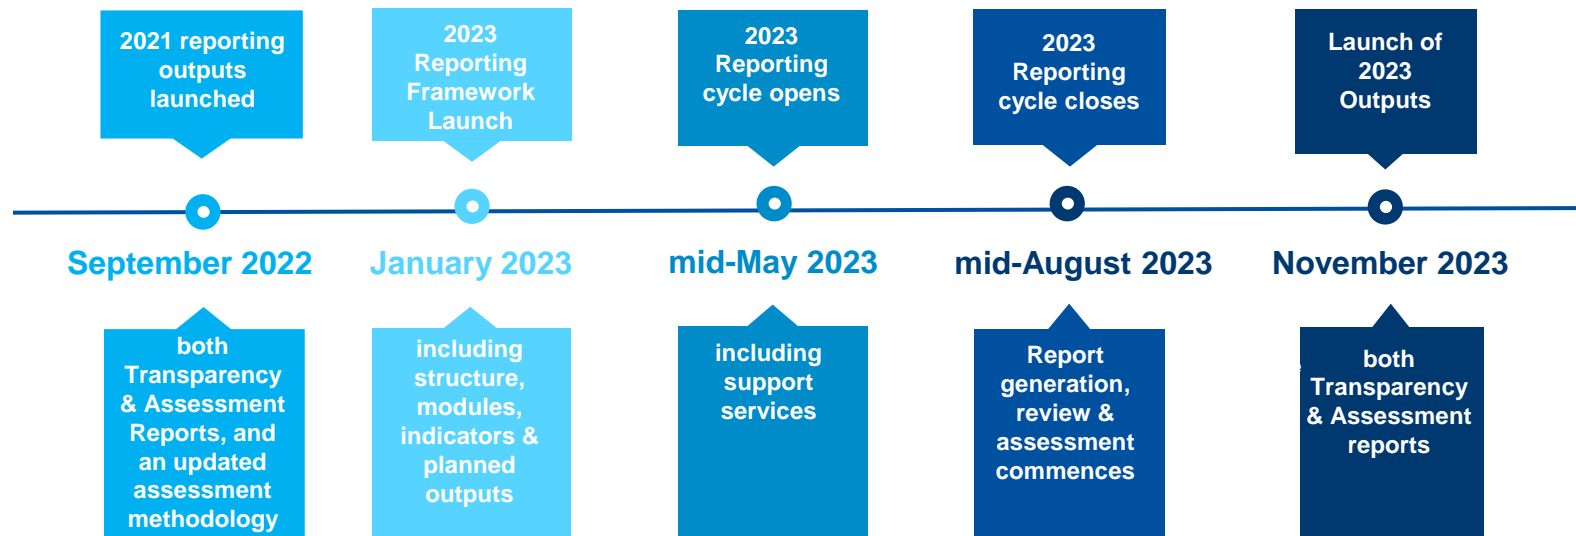 2021 reporting
outputs
launched
2023
Reporting
Framework
Launch
2023
Reporting
cycle opens
2023
Reporting
cycle closes
Launch of
2023
Outputs
September 2022
January 2023
mid-May 2023
mid-August 2023
November 2023
both
Transparency
& Assessment
Reports, and
an updated
assessment
methodology
including
structure,
modules,
indicators &
planned
outputs
including
support
services
Report
generation,
review &
assessment
commences
both
Transparency
& Assessment
reports